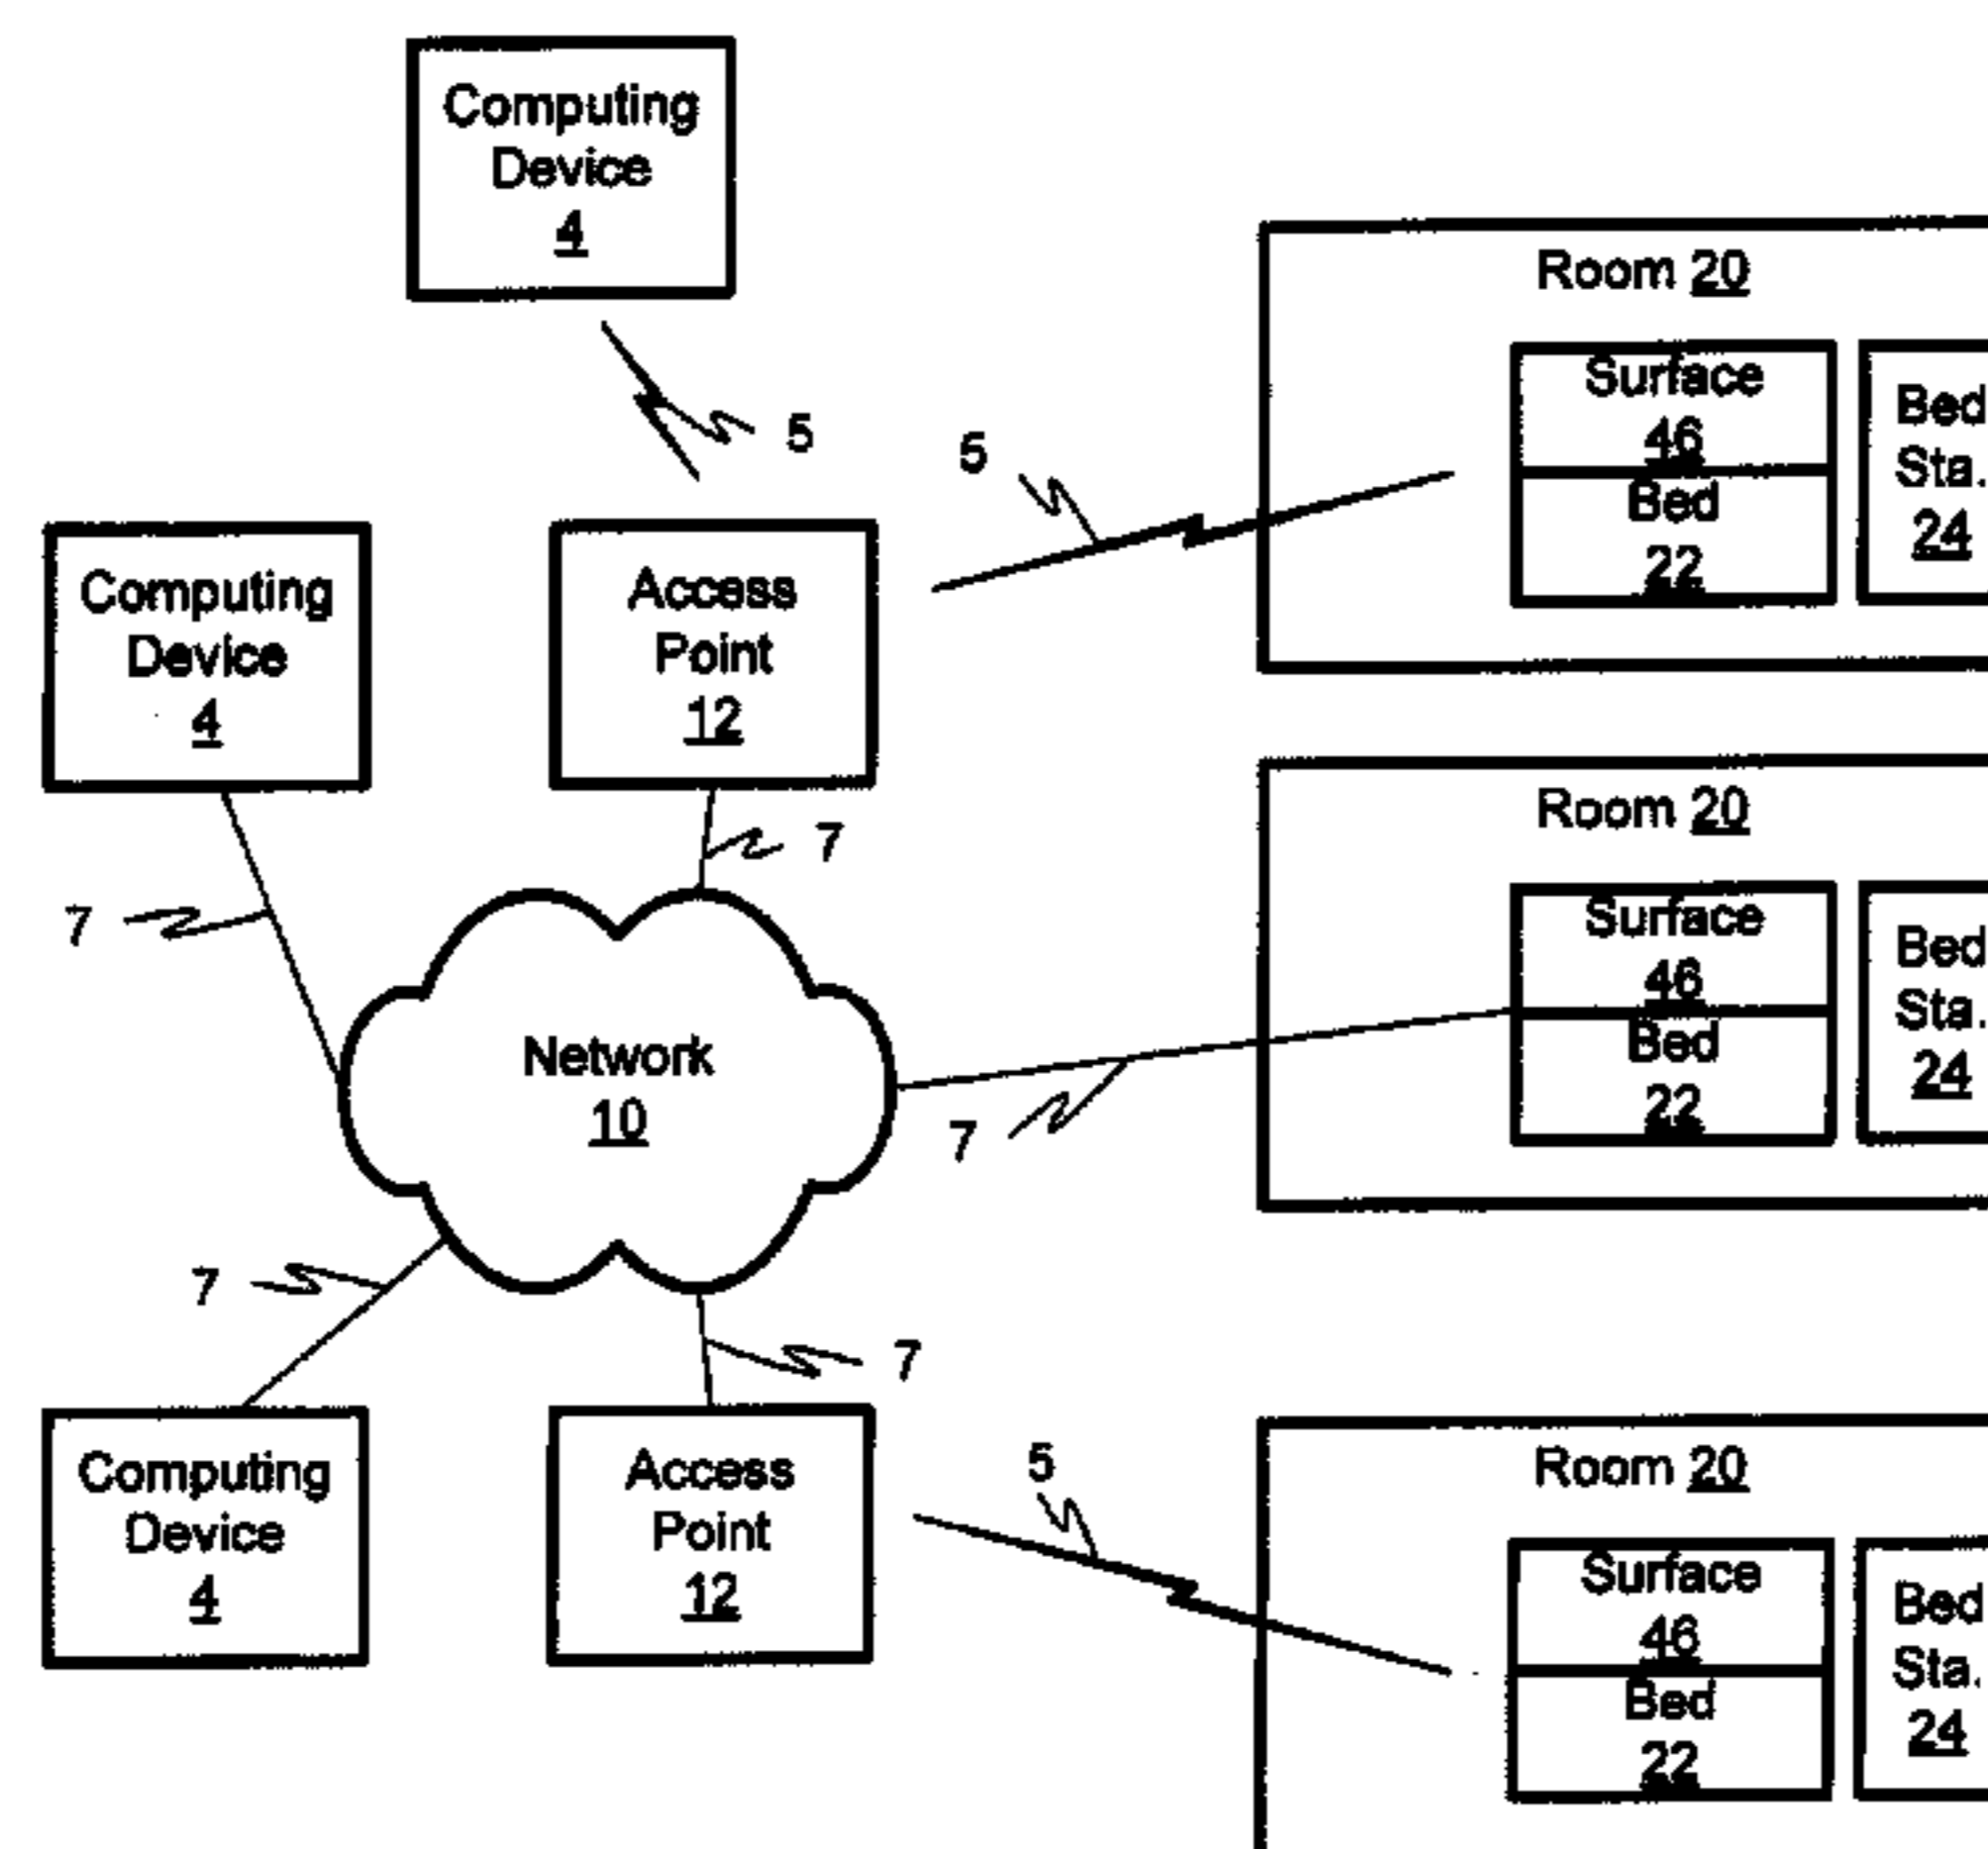 Computing
Device
4
5
5
Room 20
Surface
46
Bed
22
Bed
Sta.
24
Computing
Device
4
Access
Point
12
7
7
Room 20
Surface
46
Bed
22
Bed
Sta.
24
Network
10
7
7
7
Computing
Device
4
Access
Point
12
5
Room 20
Surface
46
Bed
22
Bed
Sta.
24